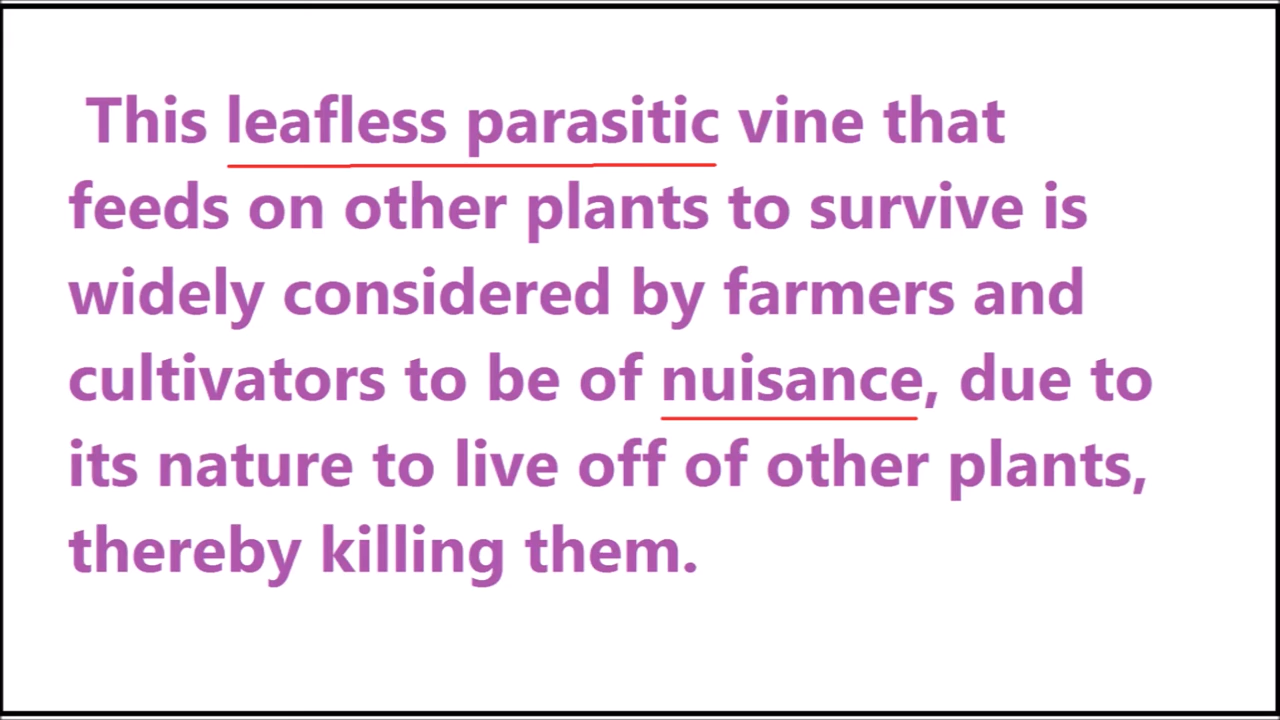 This leafless parasitic vine that
feeds on other plants to survive is
widely considered by farmers and
cultivators to be of nuisance, due to
its nature to live off of other plants,
thereby killing them.